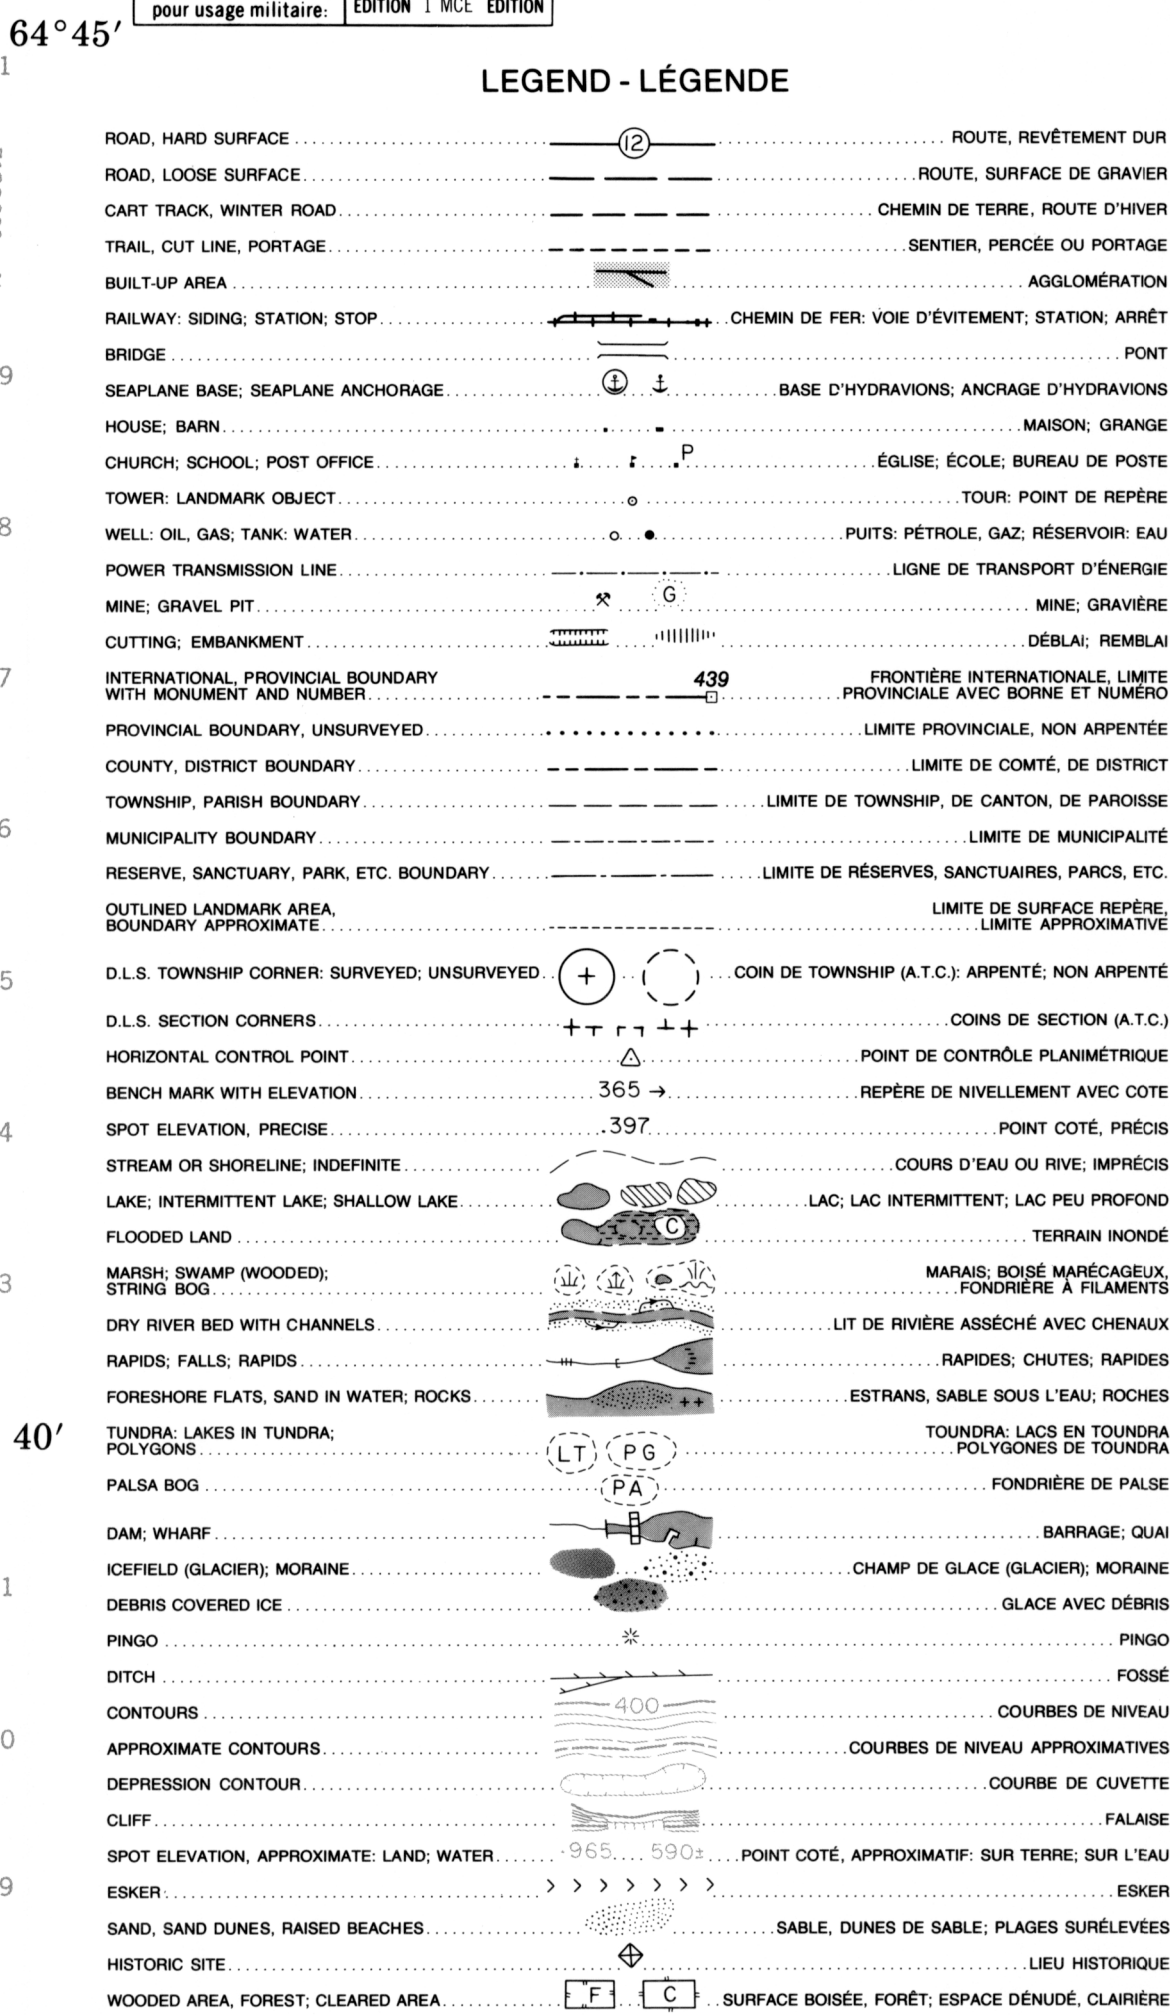 pour usage militaire: EDITION 1 MCE EDITION
64°45′
LEGEND - LÉGENDE
ROAD, HARD SURFACE 12 ROUTE, REVÊTEMENT DUR
ROAD, LOOSE SURFACE ROUTE, SURFACE DE GRAVIER
CART TRACK, WINTER ROAD CHEMIN DE TERRE, ROUTE D'HIVER
TRAIL, CUT LINE, PORTAGE SENTIER, PERCÉE OU PORTAGE
BUILT-UP AREA AGGLOMÉRATION
RAILWAY: SIDING; STATION; STOP CHEMIN DE FER: VOIE D'ÉVITEMENT; STATION; ARRÊT
BRIDGE PONT
9
SEAPLANE BASE; SEAPLANE ANCHORAGE BASE D'HYDRAVIONS; ANCRAGE D'HYDRAVIONS
HOUSE; BARN MAISON; GRANGE
CHURCH; SCHOOL; POST OFFICE P ÉGLISE; ÉCOLE; BUREAU DE POSTE
TOWER: LANDMARK OBJECT TOUR: POINT DE REPÈRE
8
WELL: OIL, GAS; TANK: WATER PUITS: PÉTROLE, GAZ; RÉSERVOIR: EAU
POWER TRANSMISSION LINE LIGNE DE TRANSPORT D'ÉNERGIE
MINE; GRAVEL PIT G MINE; GRAVIÈRE
CUTTING; EMBANKMENT DÉBLAI; REMBLAI
7
INTERNATIONAL, PROVINCIAL BOUNDARY 439 FRONTIÈRE INTERNATIONALE, LIMITE
WITH MONUMENT AND NUMBER PROVINCIALE AVEC BORNE ET NUMÉRO
PROVINCIAL BOUNDARY, UNSURVEYED LIMITE PROVINCIALE, NON ARPENTÉE
COUNTY, DISTRICT BOUNDARY LIMITE DE COMTÉ, DE DISTRICT
TOWNSHIP, PARISH BOUNDARY LIMITE DE TOWNSHIP, DE CANTON, DE PAROISSE
6
MUNICIPALITY BOUNDARY LIMITE DE MUNICIPALITÉ
RESERVE, SANCTUARY, PARK, ETC. BOUNDARY LIMITE DE RÉSERVES, SANCTUAIRES, PARCS, ETC.
OUTLINED LANDMARK AREA, LIMITE DE SURFACE REPÈRE,
BOUNDARY APPROXIMATE LIMITE APPROXIMATIVE
5
D.L.S. TOWNSHIP CORNER: SURVEYED; UNSURVEYED COIN DE TOWNSHIP (A.T.C.): ARPENTÉ; NON ARPENTÉ
D.L.S. SECTION CORNERS COINS DE SECTION (A.T.C.)
HORIZONTAL CONTROL POINT POINT DE CONTRÔLE PLANIMÉTRIQUE
BENCH MARK WITH ELEVATION 365 → REPÈRE DE NIVELLEMENT AVEC COTE
4
SPOT ELEVATION, PRECISE .397 POINT COTÉ, PRÉCIS
STREAM OR SHORELINE; INDEFINITE COURS D'EAU OU RIVE; IMPRÉCIS
LAKE; INTERMITTENT LAKE; SHALLOW LAKE LAC; LAC INTERMITTENT; LAC PEU PROFOND
FLOODED LAND C TERRAIN INONDÉ
3
MARSH; SWAMP (WOODED); MARAIS; BOISÉ MARÉCAGEUX,
STRING BOG FONDRIÈRE À FILAMENTS
DRY RIVER BED WITH CHANNELS LIT DE RIVIÈRE ASSÉCHÉ AVEC CHENAUX
RAPIDS; FALLS; RAPIDS RAPIDES; CHUTES; RAPIDES
FORESHORE FLATS, SAND IN WATER; ROCKS ESTRANS, SABLE SOUS L'EAU; ROCHES
40′
TUNDRA: LAKES IN TUNDRA; TOUNDRA: LACS EN TOUNDRA
POLYGONS LT PG POLYGONES DE TOUNDRA
PALSA BOG PA FONDRIÈRE DE PALSE
DAM; WHARF BARRAGE; QUAI
ICEFIELD (GLACIER); MORAINE CHAMP DE GLACE (GLACIER); MORAINE
1
DEBRIS COVERED ICE GLACE AVEC DÉBRIS
PINGO PINGO
DITCH FOSSÉ
CONTOURS 400 COURBES DE NIVEAU
0
APPROXIMATE CONTOURS COURBES DE NIVEAU APPROXIMATIVES
DEPRESSION CONTOUR COURBE DE CUVETTE
CLIFF FALAISE
SPOT ELEVATION, APPROXIMATE: LAND; WATER ·965 590± POINT COTÉ, APPROXIMATIF: SUR TERRE; SUR L'EAU
9
ESKER ESKER
SAND, SAND DUNES, RAISED BEACHES SABLE, DUNES DE SABLE; PLAGES SURÉLEVÉES
HISTORIC SITE LIEU HISTORIQUE
WOODED AREA, FOREST; CLEARED AREA F C SURFACE BOISÉE, FORÊT; ESPACE DÉNUDÉ, CLAIRIÈRE